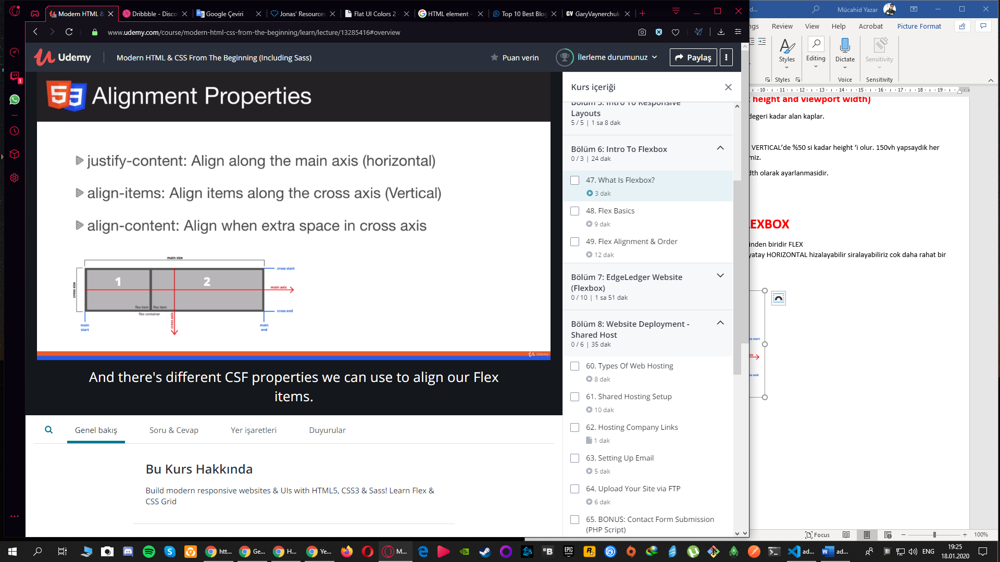 Modern HTML &
Dribbble - Disco
Google Çeviri
Jonas' Resources
Flat UI Colors 2 -
HTML element -
Top 10 Best Blog
GaryVaynerchuk.
www.udemy.com/course/modern-html-css-from-the-beginning/learn/lecture/13285416#overview
Udemy
Modern HTML & CSS From The Beginning (Including Sass)
Puan verin
İlerleme durumunuz
Paylaş
Alignment Properties
justify-content: Align along the main axis (horizontal)
align-items: Align items along the cross axis (Vertical)
align-content: Align when extra space in cross axis
main size
cross start
cross size
1
2
main axis
flex item
flex item
flex container
cross end
cross axis
main start
main end
Udemy
And there's different CSF properties we can use to align our Flex
items.
Genel bakış
Soru & Cevap
Yer işaretleri
Duyurular
Bu Kurs Hakkında
Build modern responsive websites & UIs with HTML5, CSS3 & Sass! Learn Flex &
CSS Grid
Kurs içeriği
Bölüm 5: Intro To Responsive
Layouts
5 / 5 | 1 sa 8 dak
Bölüm 6: Intro To Flexbox
0 / 3 | 24 dak
47. What Is Flexbox?
3 dak
48. Flex Basics
9 dak
49. Flex Alignment & Order
12 dak
Bölüm 7: EdgeLedger Website
(Flexbox)
0 / 10 | 1 sa 51 dak
Bölüm 8: Website Deployment -
Shared Host
0 / 6 | 35 dak
60. Types Of Web Hosting
8 dak
61. Shared Hosting Setup
10 dak
62. Hosting Company Links
1 dak
63. Setting Up Email
5 dak
64. Upload Your Site via FTP
6 dak
65. BONUS: Contact Form Submission
(PHP Script)
d...
Mücahid Yazar
ngs
Review
View
Help
Acrobat
Picture Format
Styles
Editing
Dictate
Sensitivity
Styles
Voice
Sensitivity
10 11 12 13 14 15 16 17 18 19
height and viewport width)
degeri kadar alan kaplar.
VERTICAL'de %50 si kadar height 'i olur. 150vh yapsaydik her
miz.
dth olarak ayarlanmasidir.
LEXBOX
inden biridir FLEX
yatay HORIZONTAL hizalayabilir siralayabiliriz cok daha rahat bir
Focus
100%
1
htt...
Ge...
H...
Ye...
M...
ad...
ad...
ENG
19:25
18.01.2020